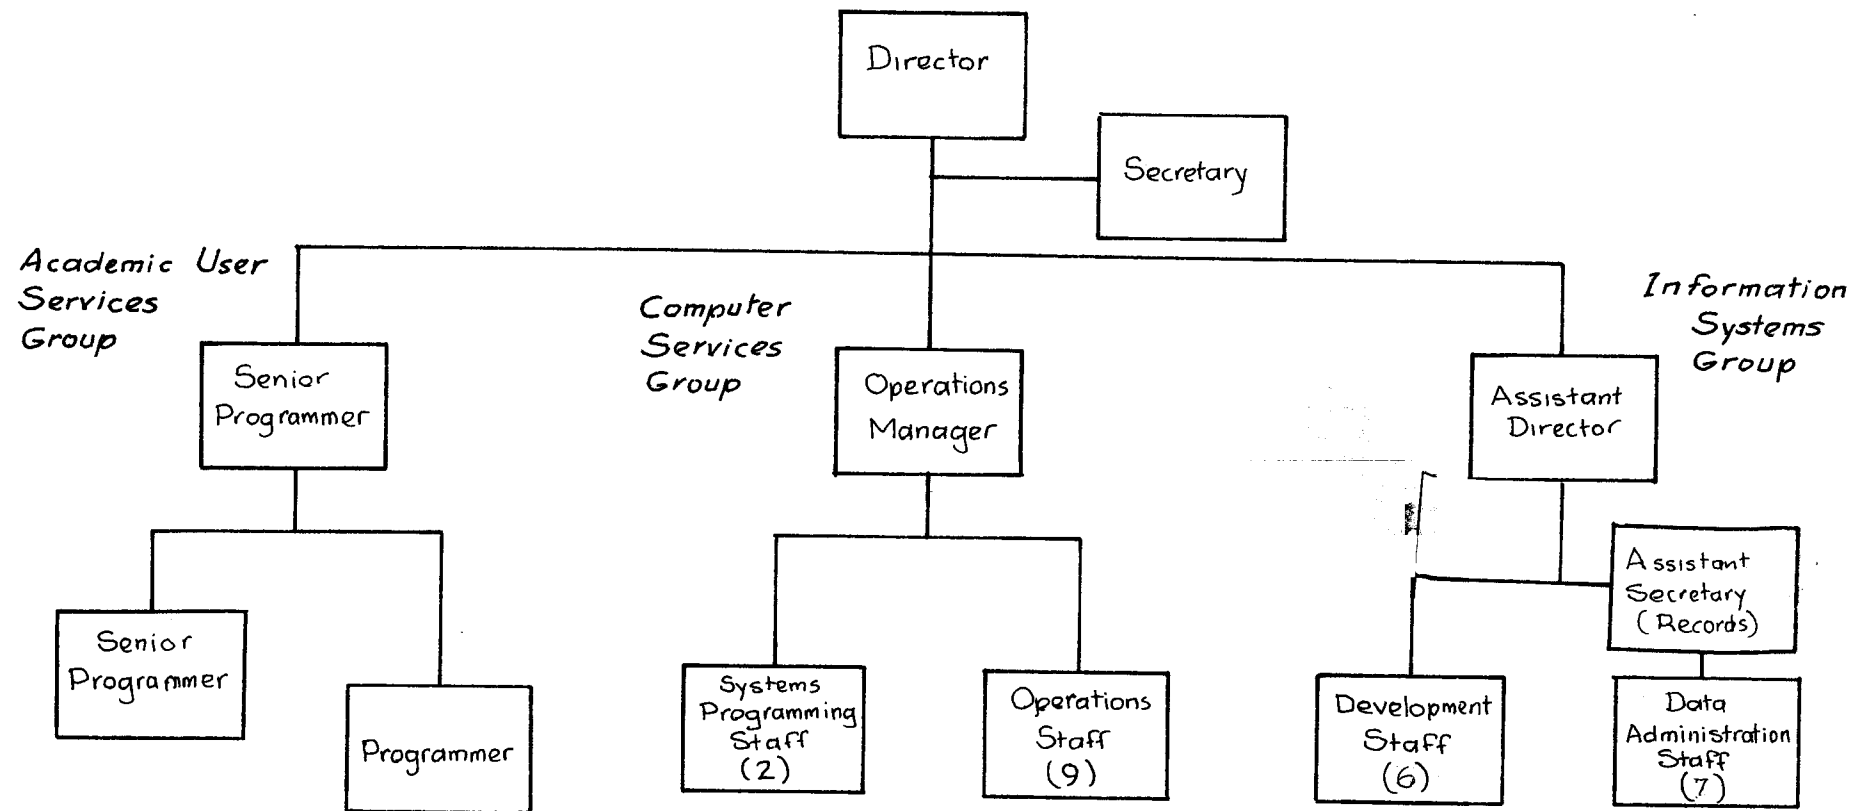 Director
Secretary
Academic User
Services
Group
Computer
Services
Group
Information
Systems
Group
Senior
Programmer
Operations
Manager
Assistant
Director
Senior
Programmer
Programmer
Systems
Programming
Staff
(2)
Operations
Staff
(9)
Development
Staff
(6)
Assistant
Secretary
(Records)
Data
Administration
Staff
(7)